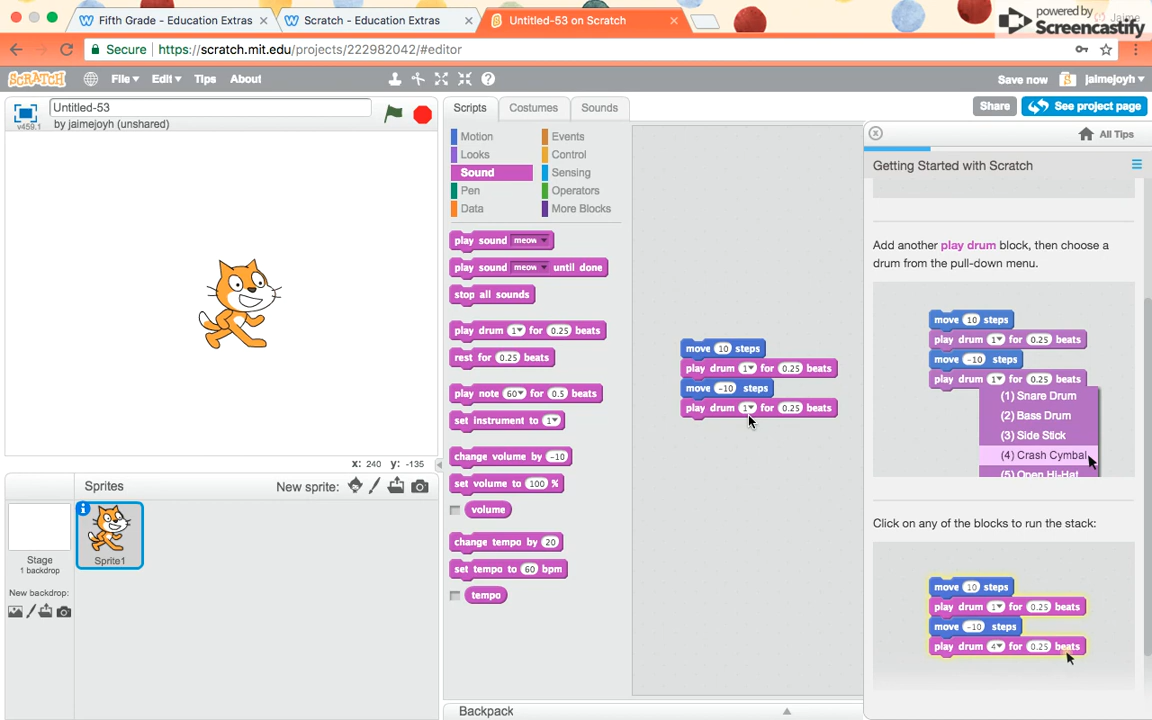 Fifth Grade - Education Extras
Scratch - Education Extras
Untitled-53 on Scratch
Jaime
powered by
Screencastify
Secure
https://scratch.mit.edu/projects/222982042/#editor
SCRATCH
File
Edit
Tips
About
Save now
jaimejoyh
Untitled-53
by jaimejoyh (unshared)
v459.1
Scripts
Costumes
Sounds
Share
See project page
Motion
Events
Looks
Control
Sound
Sensing
Pen
Operators
Data
More Blocks
play sound meow
play sound meow until done
stop all sounds
play drum 1 for 0.25 beats
rest for 0.25 beats
play note 60 for 0.5 beats
set instrument to 1
change volume by -10
set volume to 100 %
volume
change tempo by 20
set tempo to 60 bpm
tempo
move 10 steps
play drum 1 for 0.25 beats
move -10 steps
play drum 1 for 0.25 beats
All Tips
Getting Started with Scratch
Add another play drum block, then choose a
drum from the pull-down menu.
move 10 steps
play drum 1 for 0.25 beats
move -10 steps
play drum 1 for 0.25 beats
(1) Snare Drum
(2) Bass Drum
(3) Side Stick
(4) Crash Cymbal
(5) Open Hi-Hat
Click on any of the blocks to run the stack:
move 10 steps
play drum 1 for 0.25 beats
move -10 steps
play drum 4 for 0.25 beats
x: 240 y: -135
Sprites
New sprite:
Stage
1 backdrop
New backdrop:
Sprite1
Backpack